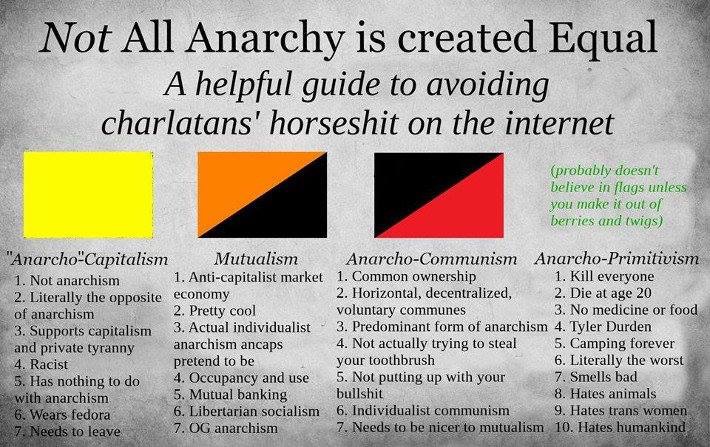 Not All Anarchy is created Equal
A helpful guide to avoiding
charlatans' horseshit on the internet
(probably doesn't
believe in flags unless
you make it out of
berries and twigs)
"Anarcho"-Capitalism
1. Not anarchism
2. Literally the opposite
of anarchism
3. Supports capitalism
and private tyranny
4. Racist
5. Has nothing to do
with anarchism
6. Wears fedora
7. Needs to leave
Mutualism
1. Anti-capitalist market
economy
2. Pretty cool
3. Actual individualist
anarchism ancaps
pretend to be
4. Occupancy and use
5. Mutual banking
6. Libertarian socialism
7. OG anarchism
Anarcho-Communism
1. Common ownership
2. Horizontal, decentralized,
voluntary communes
3. Predominant form of anarchism
4. Not actually trying to steal
your toothbrush
5. Not putting up with your
bullshit
6. Individualist communism
7. Needs to be nicer to mutualism
Anarcho-Primitivism
1. Kill everyone
2. Die at age 20
3. No medicine or food
4. Tyler Durden
5. Camping forever
6. Literally the worst
7. Smells bad
8. Hates animals
9. Hates trans women
10. Hates humankind